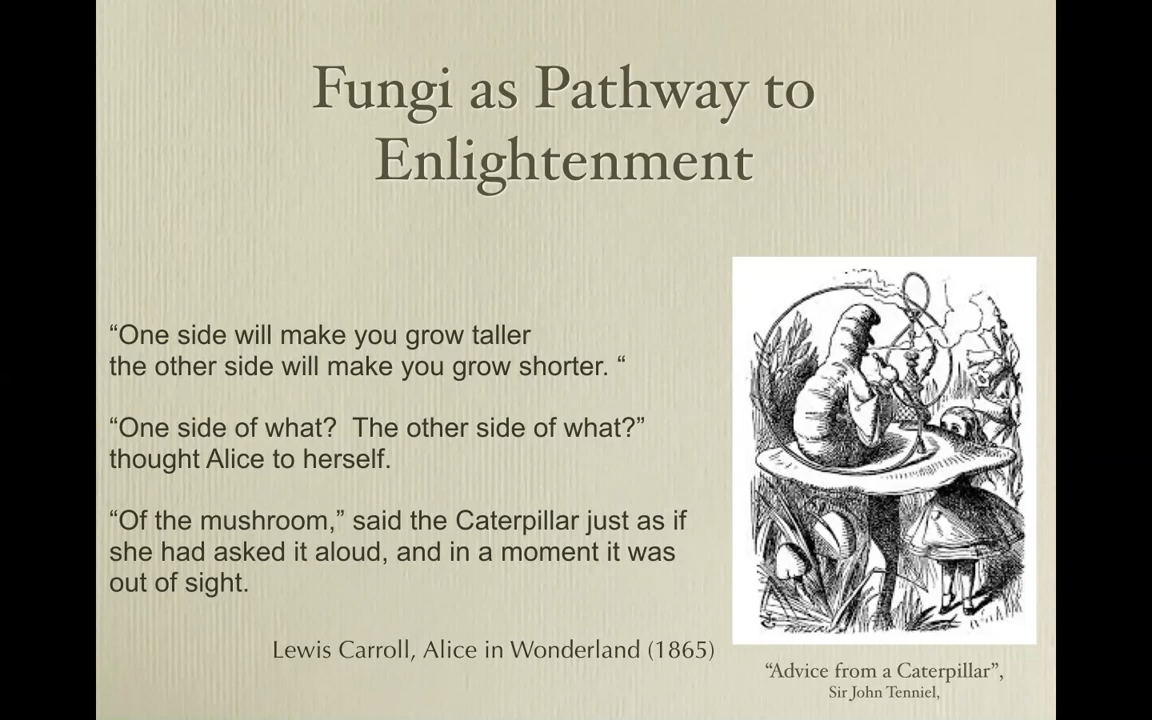 Fungi as Pathway to
Enlightenment
“One side will make you grow taller
the other side will make you grow shorter. “
“One side of what?  The other side of what?”
thought Alice to herself.
“Of the mushroom,” said the Caterpillar just as if
she had asked it aloud, and in a moment it was
out of sight.
Lewis Carroll, Alice in Wonderland (1865)
“Advice from a Caterpillar”,
Sir John Tenniel,